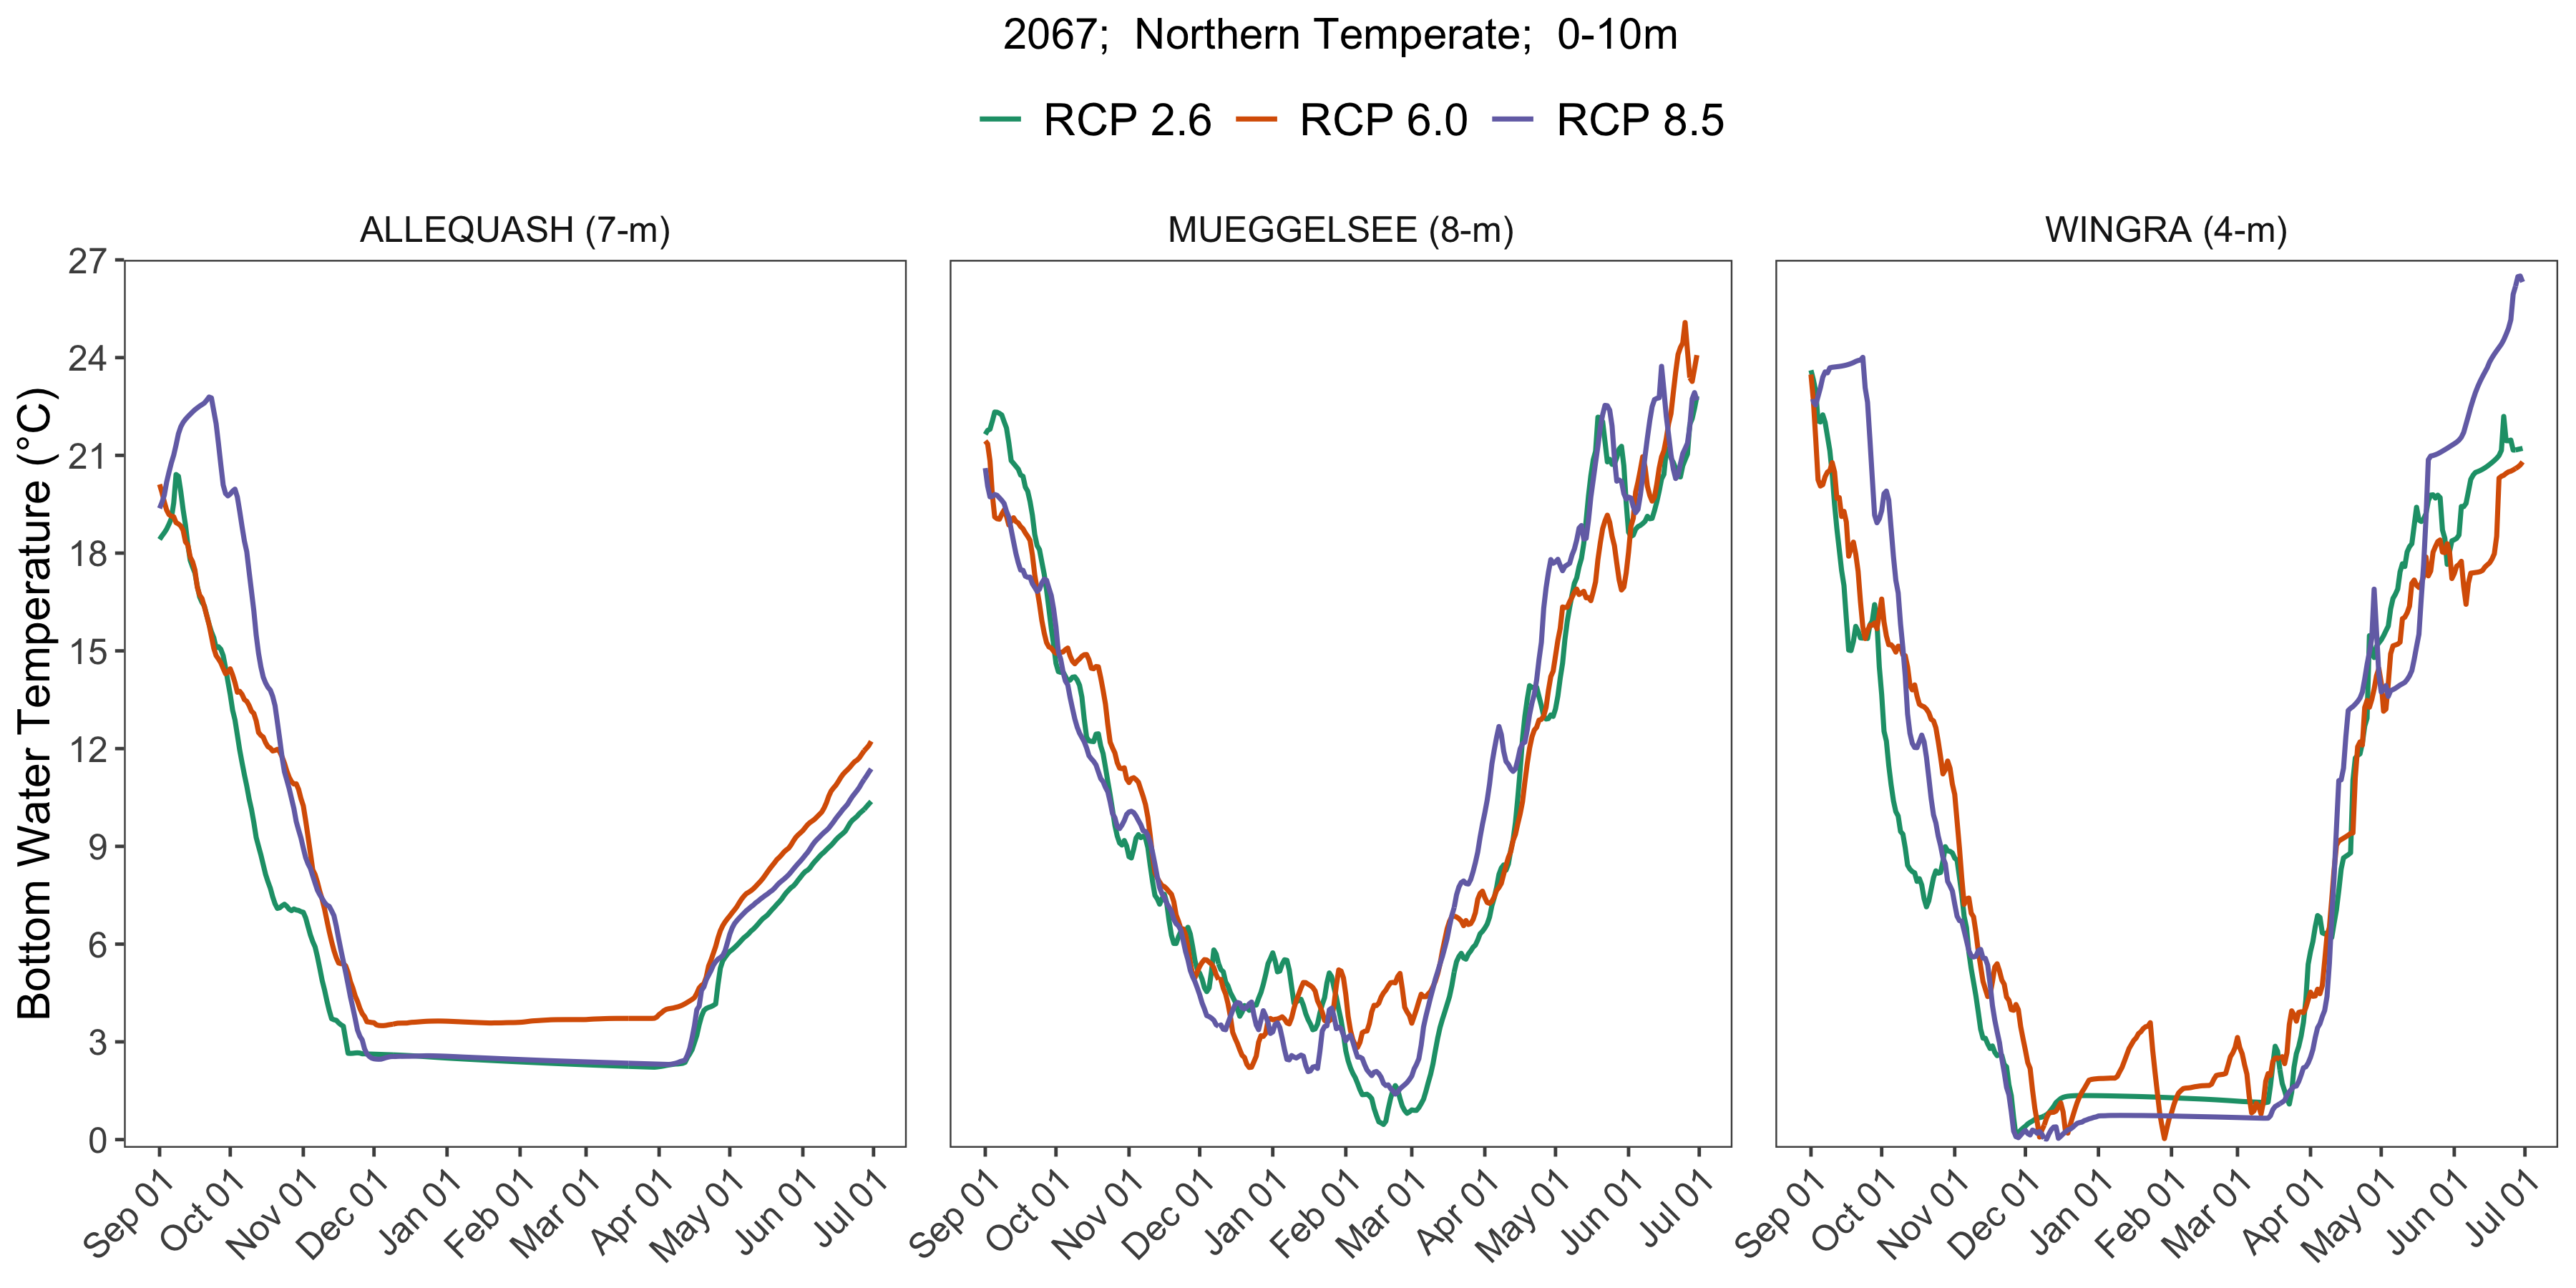 2067;  Northern Temperate;  0-10m
RCP 2.6 RCP 6.0 RCP 8.5
ALLEQUASH (7-m) MUEGGELSEE (8-m) WINGRA (4-m)
Bottom Water Temperature (°C)
27
24
21
18
15
12
9
6
3
0
Sep 01 Oct 01 Nov 01 Dec 01 Jan 01 Feb 01 Mar 01 Apr 01 May 01 Jun 01 Jul 01
Sep 01 Oct 01 Nov 01 Dec 01 Jan 01 Feb 01 Mar 01 Apr 01 May 01 Jun 01 Jul 01
Sep 01 Oct 01 Nov 01 Dec 01 Jan 01 Feb 01 Mar 01 Apr 01 May 01 Jun 01 Jul 01